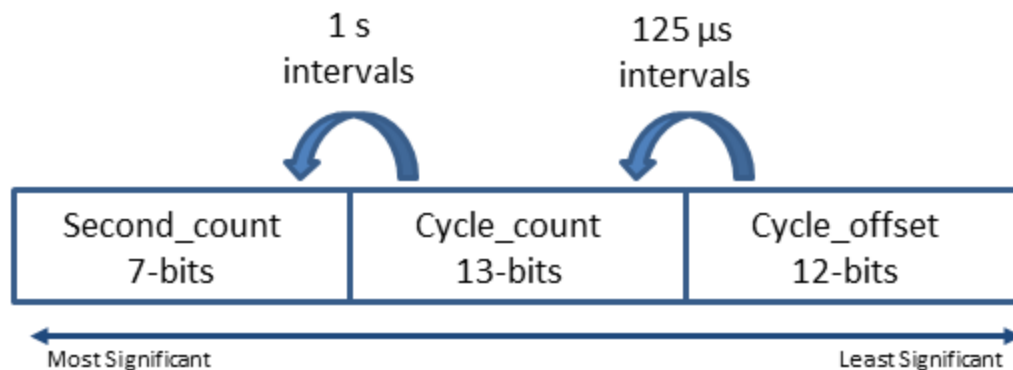 1 s
intervals
125 µs
intervals
Second_count
7-bits
Cycle_count
13-bits
Cycle_offset
12-bits
Most Significant
Least Significant